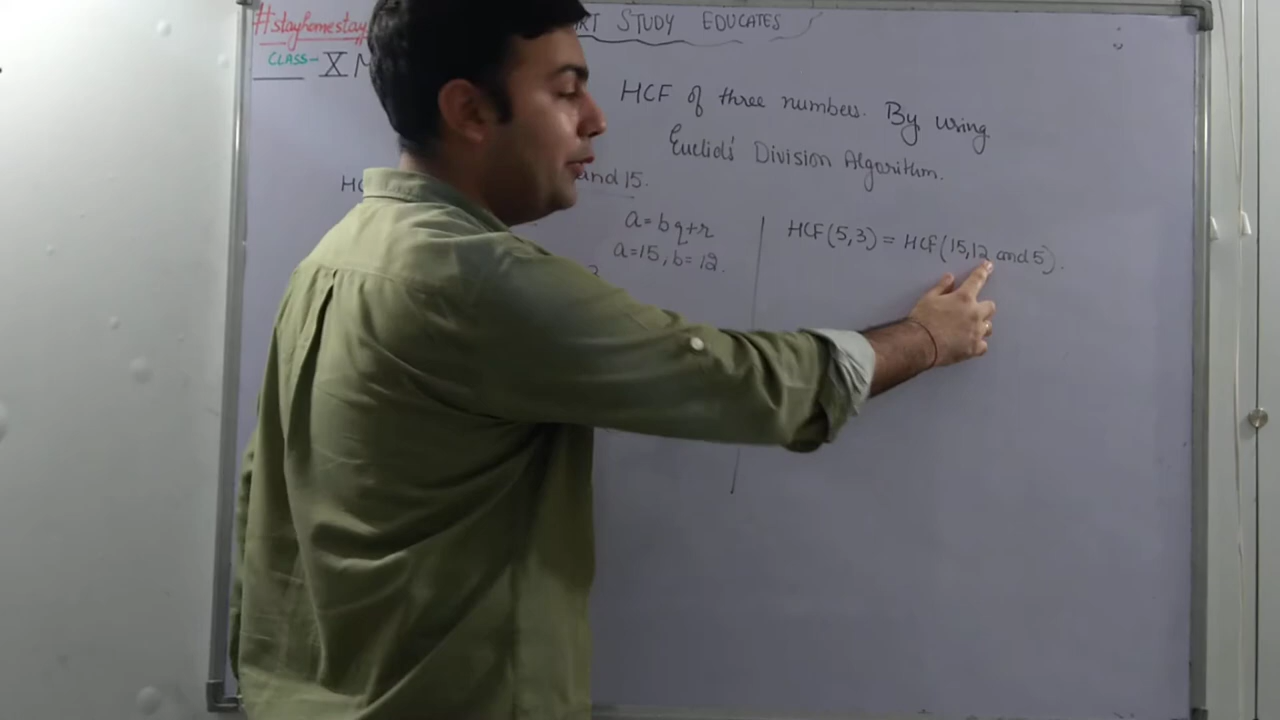 #stayhomestay
CLASS- X
STUDY EDUCATES
HCF of three numbers. By using
Euclid's Division Algorithm.
and 15.
a=bq+r
a=15, b=12.
HCF(5,3) = HCF(15,12 and 5).